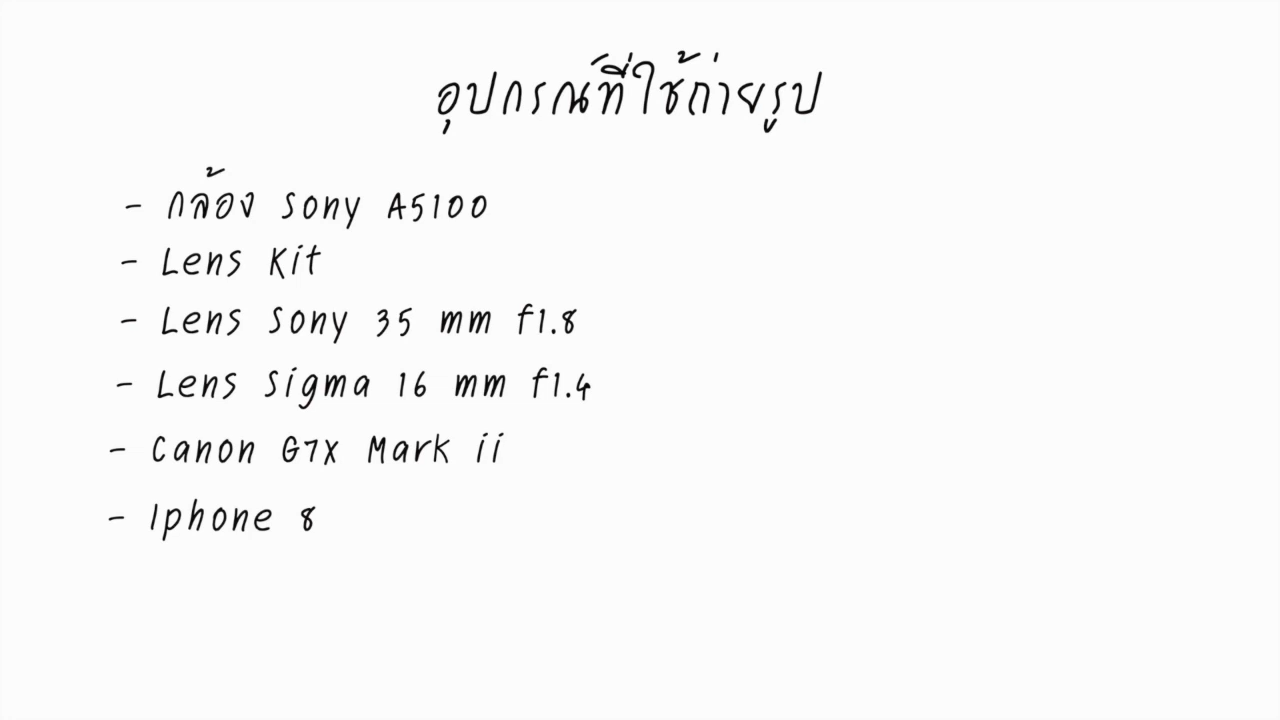 อุปกรณ์ที่ใช้ถ่ายรูป
- กล้อง Sony A5100
- Lens Kit
- Lens Sony 35 mm f1.8
- Lens Sigma 16 mm f1.4
- Canon G7X Mark ii
- Iphone 8